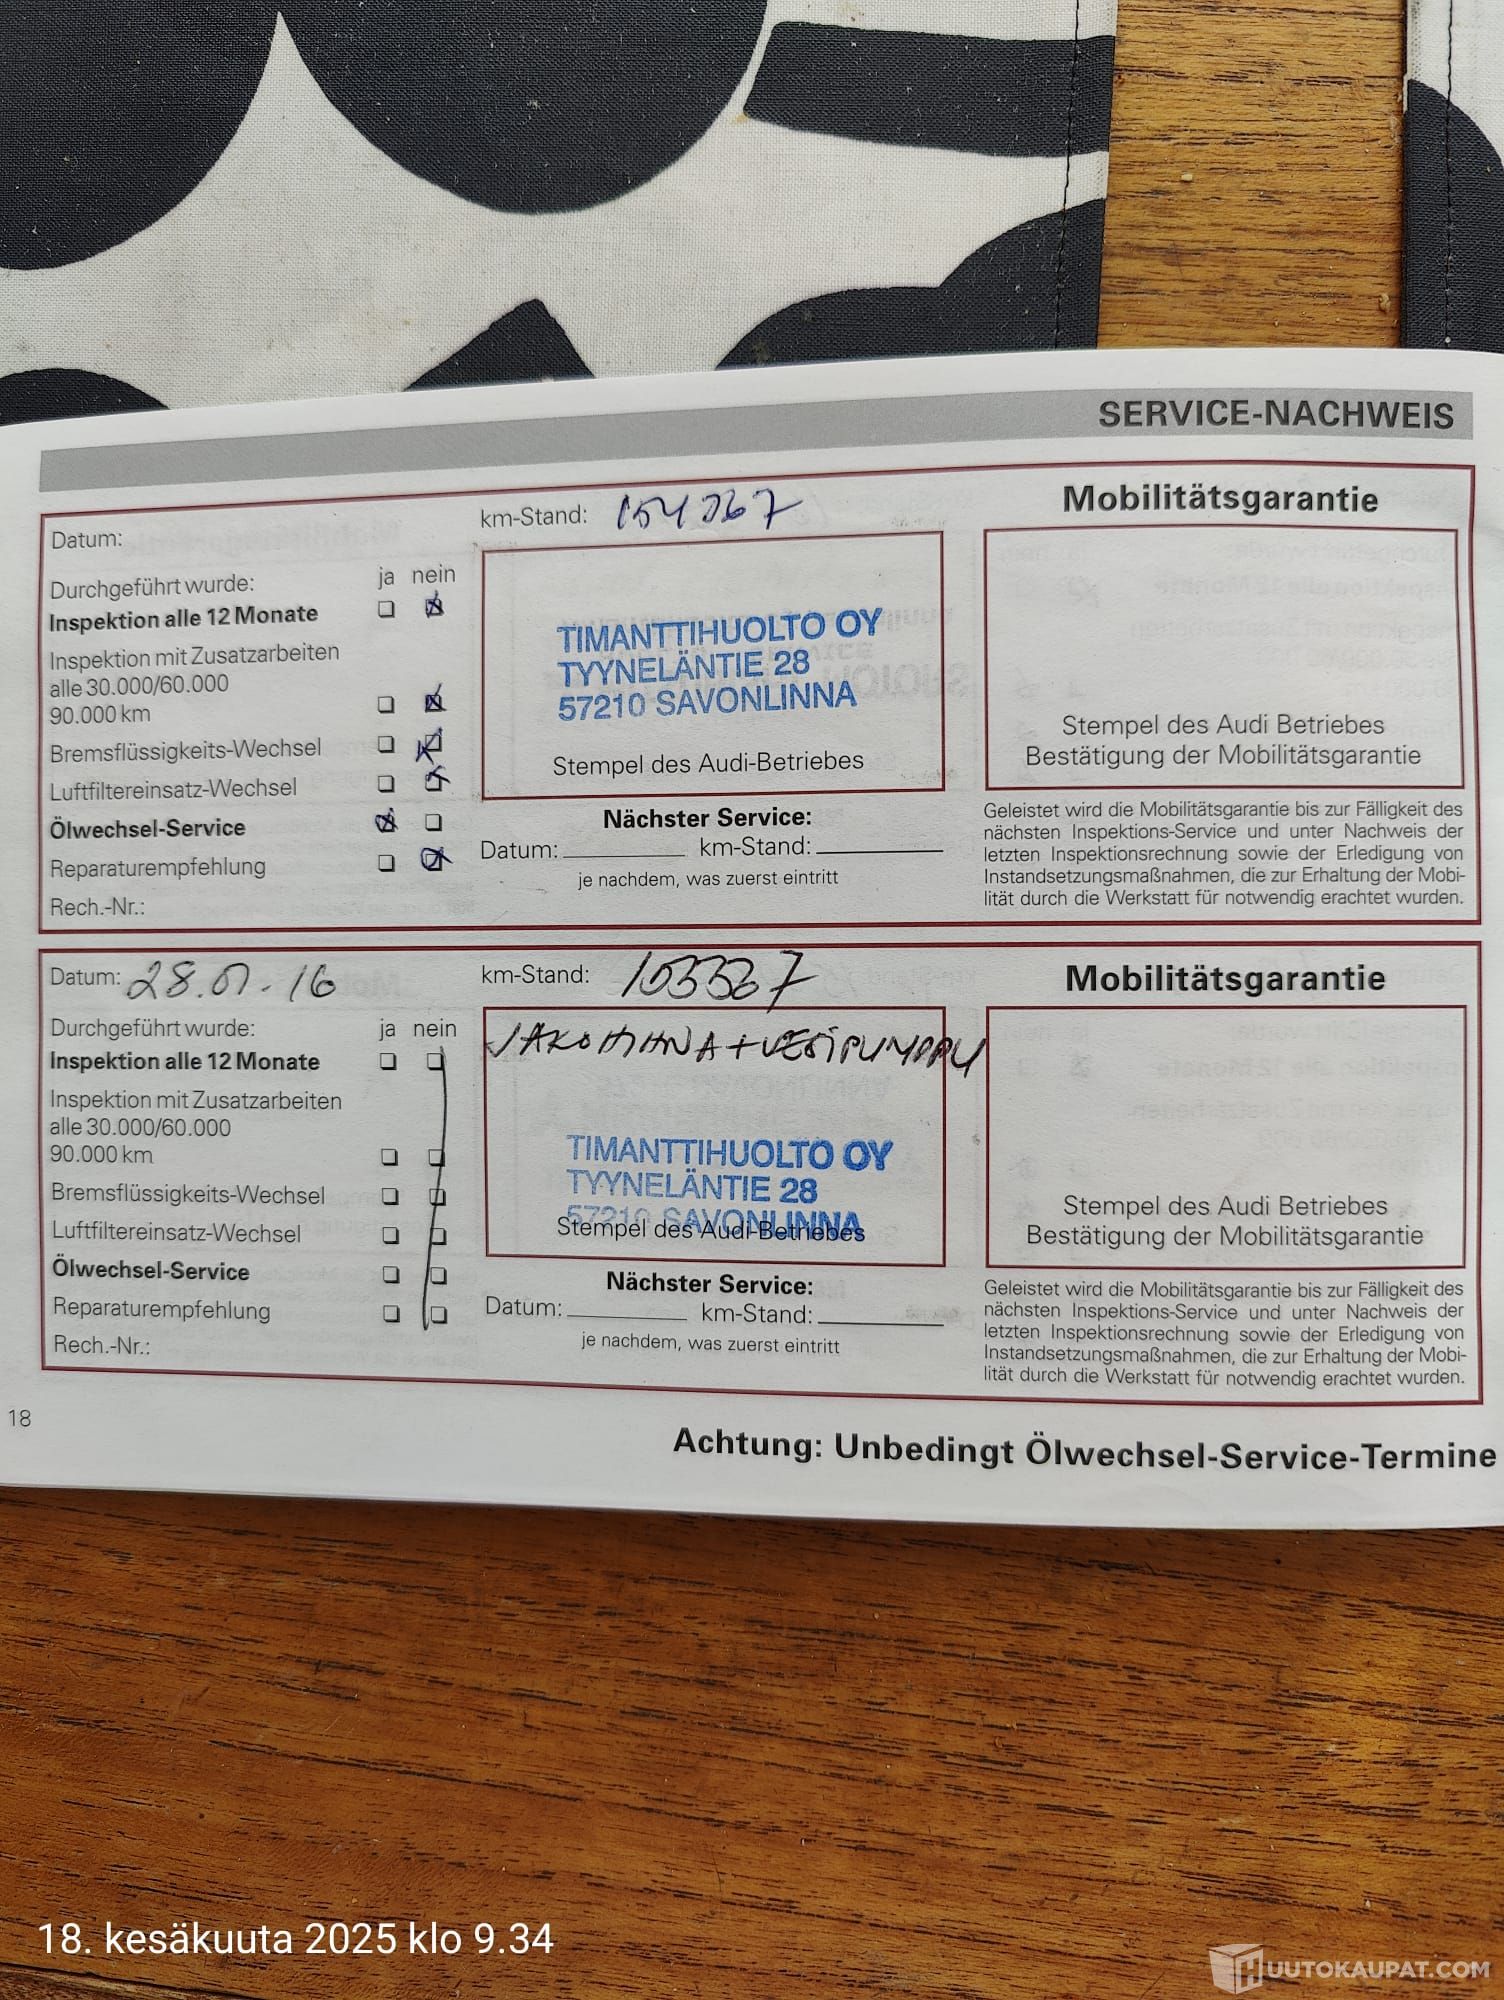 SERVICE-NACHWEIS
Datum:
km-Stand: 154367
Mobilitätsgarantie
Durchgeführt wurde: ja nein
Inspektion alle 12 Monate
Inspektion mit Zusatzarbeiten
alle 30.000/60.000
90.000 km
Bremsflüssigkeits-Wechsel
Luftfiltereinsatz-Wechsel
Ölwechsel-Service
Reparaturempfehlung
Rech.-Nr.:
TIMANTTIHUOLTO OY
TYYNELÄNTIE 28
57210 SAVONLINNA
Stempel des Audi-Betriebes
Nächster Service:
Datum: km-Stand:
je nachdem, was zuerst eintritt
Stempel des Audi Betriebes
Bestätigung der Mobilitätsgarantie
Geleistet wird die Mobilitätsgarantie bis zur Fälligkeit des
nächsten Inspektions-Service und unter Nachweis der
letzten Inspektionsrechnung sowie der Erledigung von
Instandsetzungsmaßnahmen, die zur Erhaltung der Mobi-
lität durch die Werkstatt für notwendig erachtet wurden.
Datum: 28.01.16
km-Stand:
Mobilitätsgarantie
Durchgeführt wurde: ja nein
Inspektion alle 12 Monate
Inspektion mit Zusatzarbeiten
alle 30.000/60.000
90.000 km
Bremsflüssigkeits-Wechsel
Luftfiltereinsatz-Wechsel
Ölwechsel-Service
Reparaturempfehlung
Rech.-Nr.:
JAKOHIHNA+VESIPUMPPU
TIMANTTIHUOLTO OY
TYYNELÄNTIE 28
57210 SAVONLINNA
Stempel des Audi-Betriebes
Nächster Service:
Datum: km-Stand:
je nachdem, was zuerst eintritt
Stempel des Audi Betriebes
Bestätigung der Mobilitätsgarantie
Geleistet wird die Mobilitätsgarantie bis zur Fälligkeit des
nächsten Inspektions-Service und unter Nachweis der
letzten Inspektionsrechnung sowie der Erledigung von
Instandsetzungsmaßnahmen, die zur Erhaltung der Mobi-
lität durch die Werkstatt für notwendig erachtet wurden.
18
Achtung: Unbedingt Ölwechsel-Service-Termine
18. kesäkuuta 2025 klo 9.34
HUUTOKAUPAT.COM